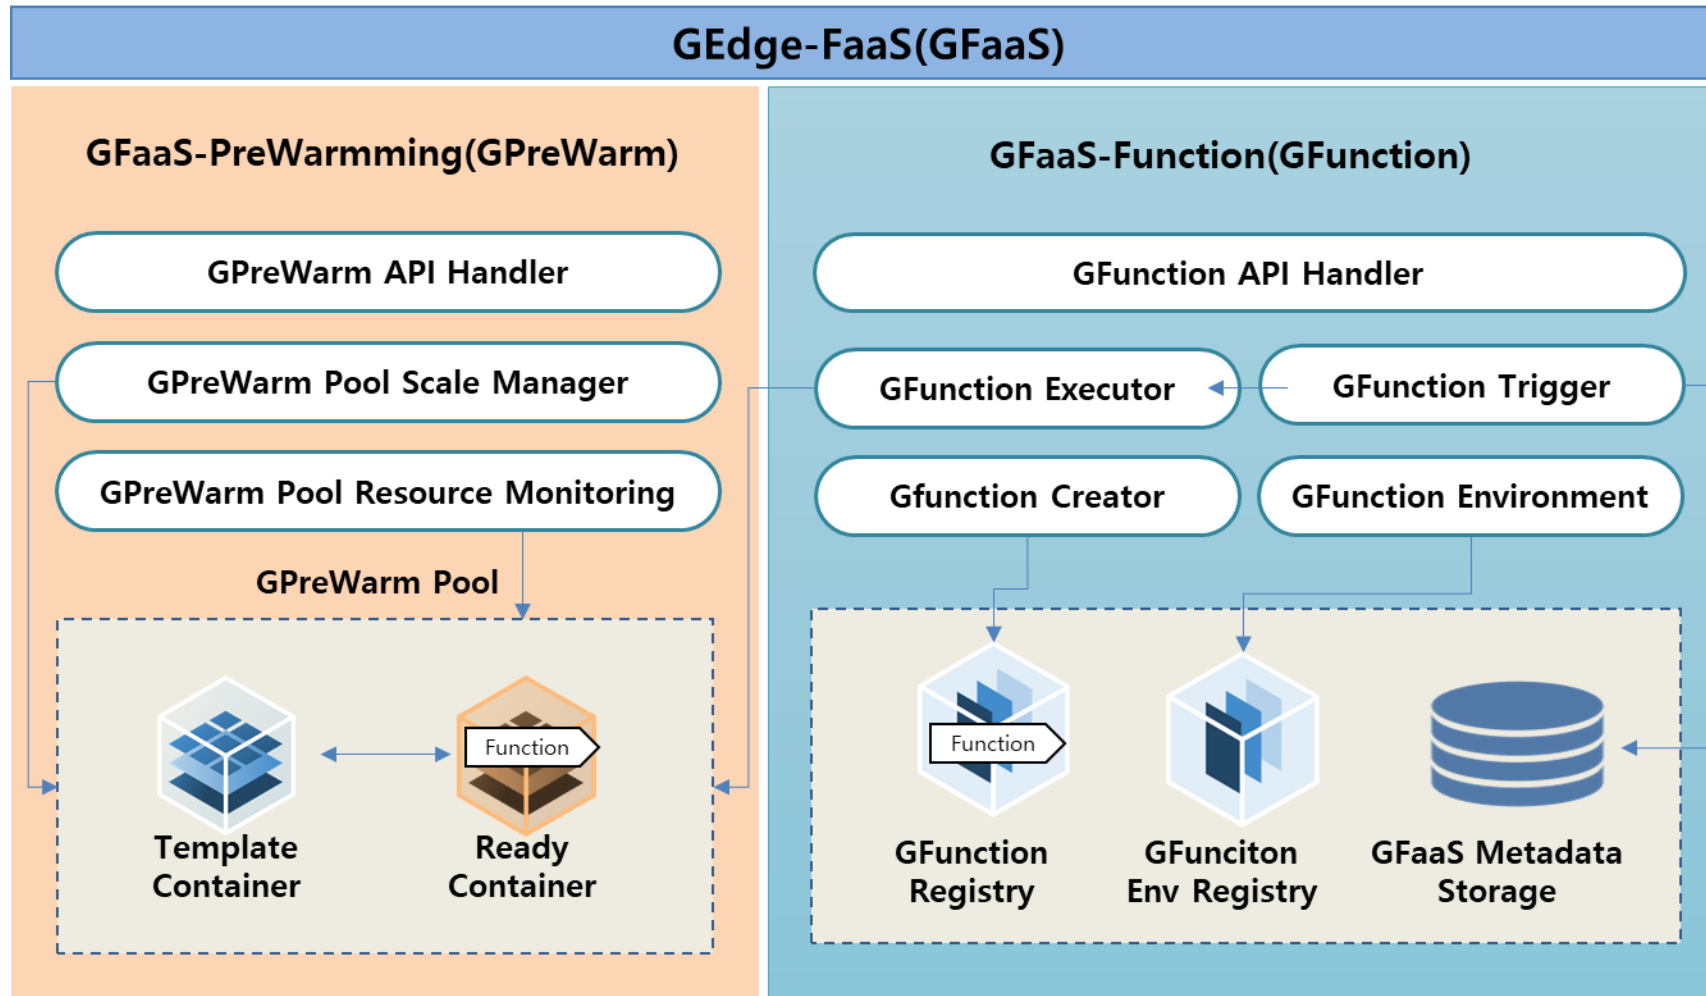 GEdge-FaaS(GFaaS)
GFaaS-PreWarmming(GPreWarm)
GPreWarm API Handler
GPreWarm Pool Scale Manager
GPreWarm Pool Resource Monitoring
GPreWarm Pool
Function
Template
Container
Ready
Container
GFaaS-Function(GFunction)
GFunction API Handler
GFunction Executor
GFunction Trigger
Gfunction Creator
GFunction Environment
Function
GFunction
Registry
GFunciton
Env Registry
GFaaS Metadata
Storage